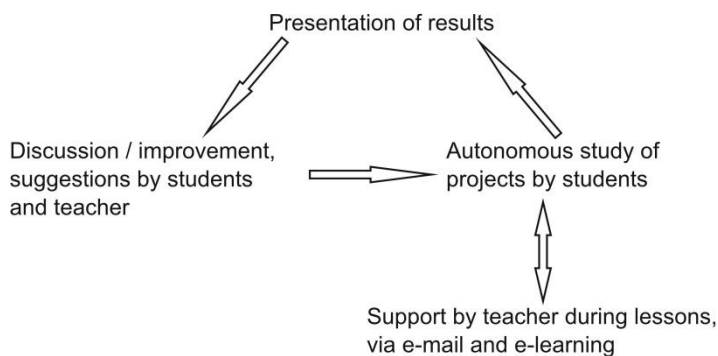 Presentation of results
Discussion / improvement,
suggestions by students
and teacher
Autonomous study of
projects by students
Support by teacher during lessons,
via e-mail and e-learning